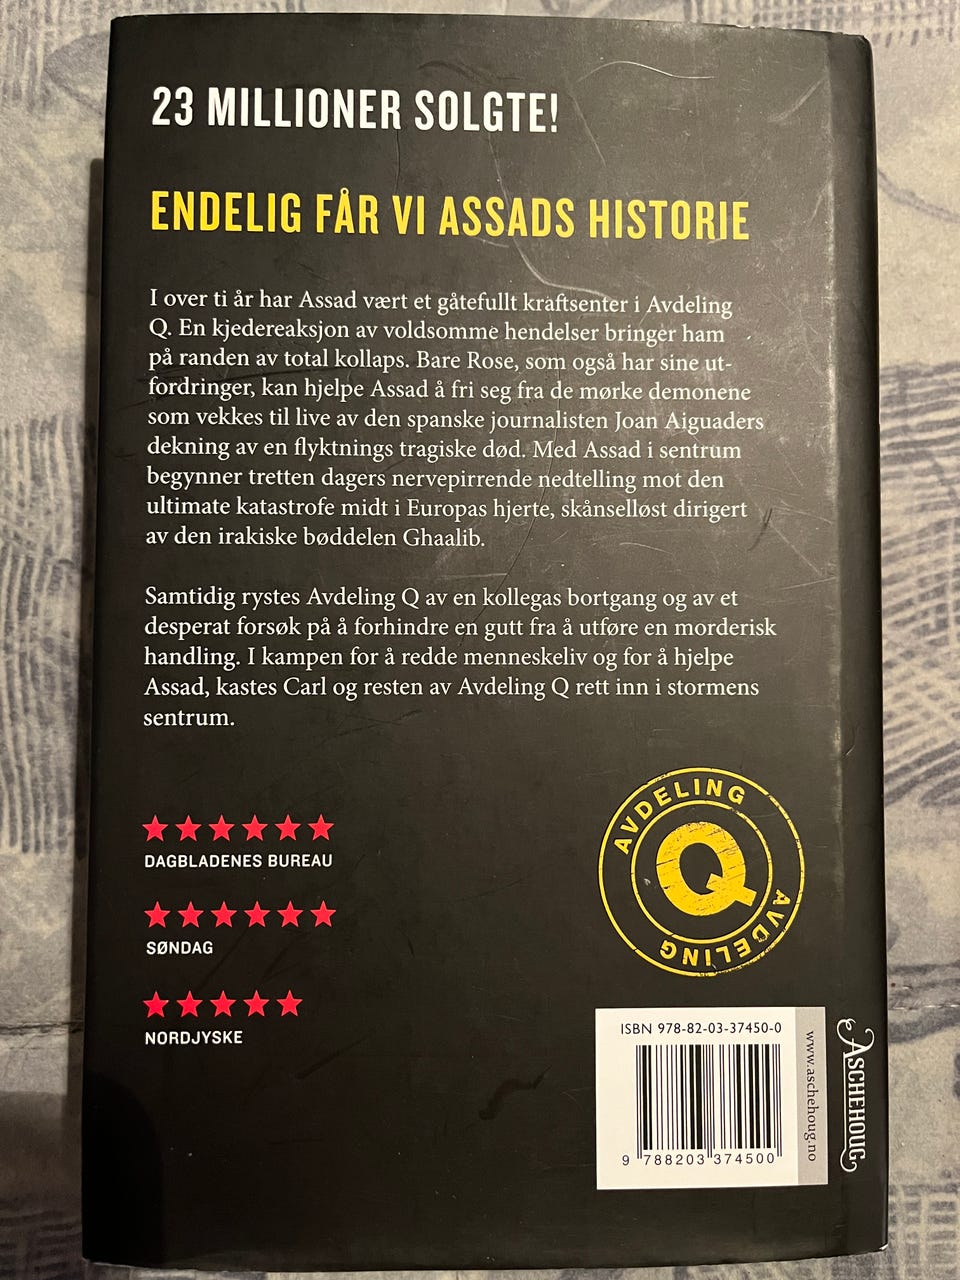 23 MILLIONER SOLGTE!
ENDELIG FÅR VI ASSADS HISTORIE
I over ti år har Assad vært et gåtefullt kraftsenter i Avdeling
Q. En kjedereaksjon av voldsomme hendelser bringer ham
på randen av total kollaps. Bare Rose, som også har sine ut-
fordringer, kan hjelpe Assad å fri seg fra de mørke demonene
som vekkes til live av den spanske journalisten Joan Aiguaders
dekning av en flyktnings tragiske død. Med Assad i sentrum
begynner tretten dagers nervepirrende nedtelling mot den
ultimate katastrofe midt i Europas hjerte, skånselløst dirigert
av den irakiske bøddelen Ghaalib.
Samtidig rystes Avdeling Q av en kollegas bortgang og av et
desperat forsøk på å forhindre en gutt fra å utføre en morderisk
handling. I kampen for å redde menneskeliv og for å hjelpe
Assad, kastes Carl og resten av Avdeling Q rett inn i stormens
sentrum.
DAGBLADENES BUREAU
SØNDAG
NORDJYSKE
AVDELING
Q
AVDELING
ISBN 978-82-03-37450-0
9 788203 374500
www.aschehoug.no
ASCHEHOUG